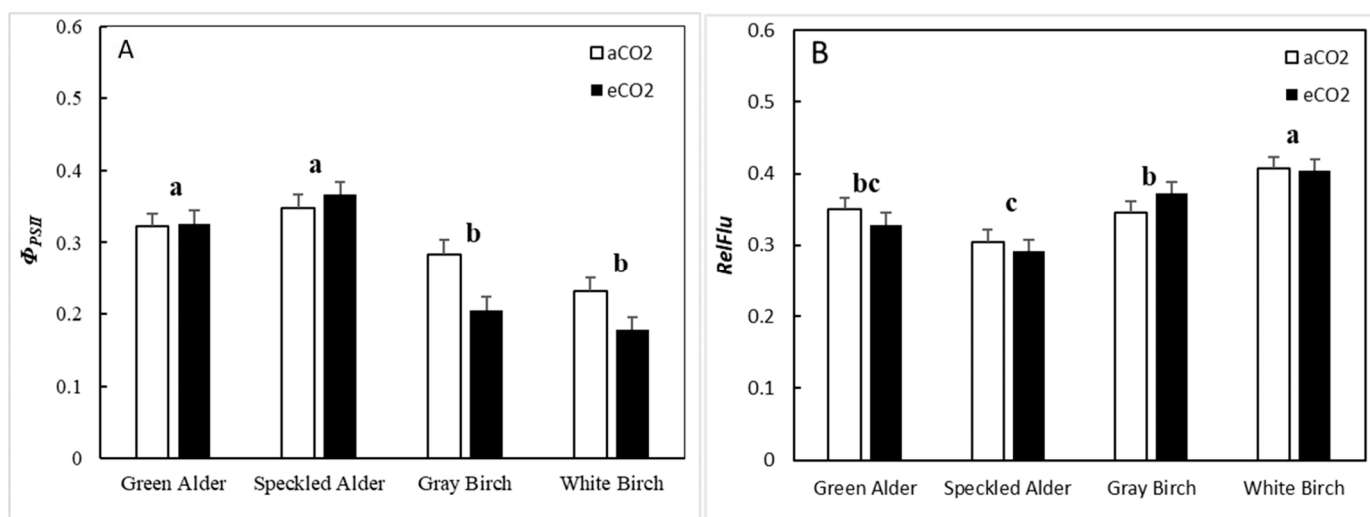 A
aCO2
eCO2
0.6
0.5
0.4
0.3
0.2
0.1
0
Φ_PSII
a
a
b
b
Green Alder
Speckled Alder
Gray Birch
White Birch
B
aCO2
eCO2
0.6
0.5
0.4
0.3
0.2
0.1
0
RelFlu
bc
c
b
a
Green Alder
Speckled Alder
Gray Birch
White Birch